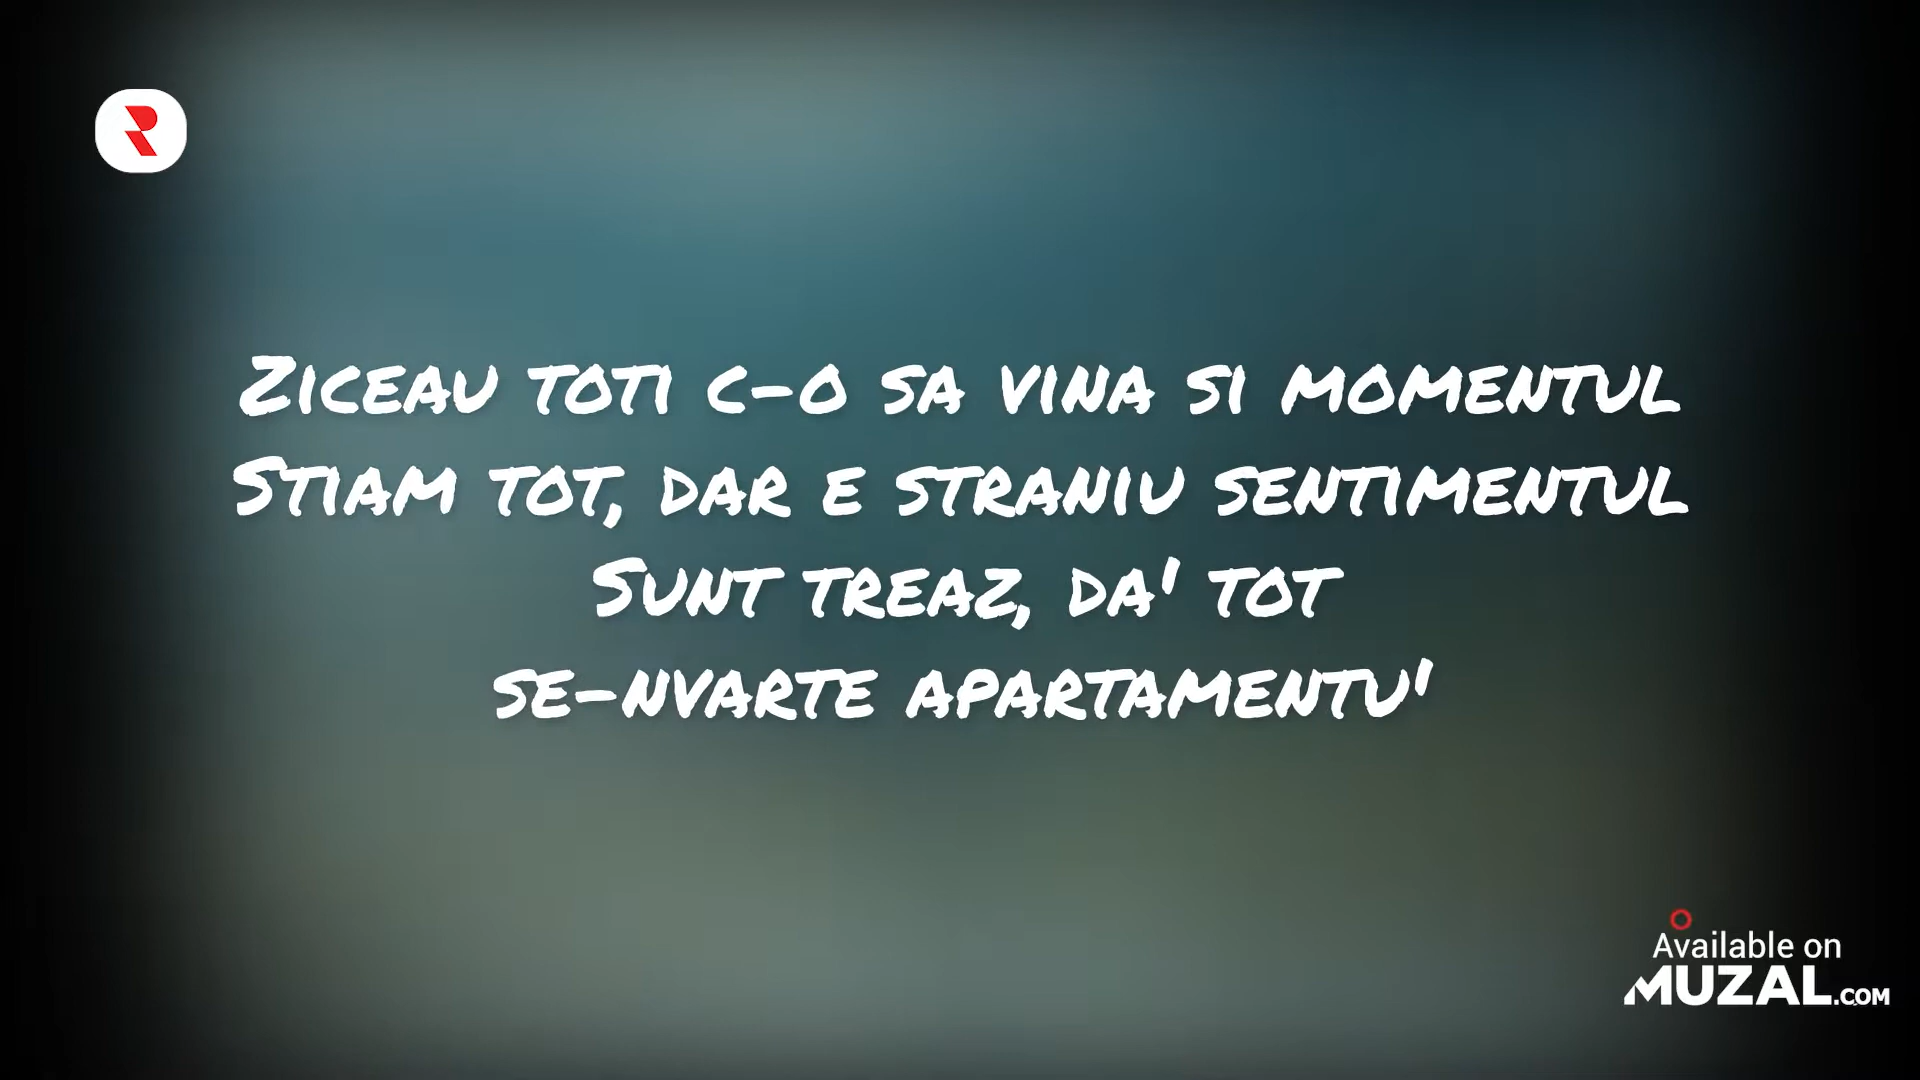 R
Ziceau toti c-o sa vina si momentul
Stiam tot, dar e straniu sentimentul
Sunt treaz, da' tot
se-nvarte apartamentu'
Available on
MUZAL.COM